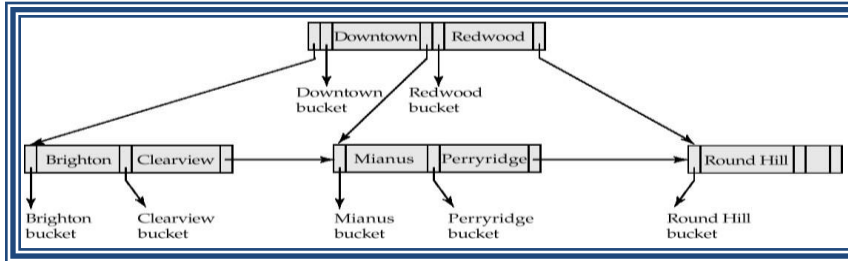 Downtown Redwood
Downtown Redwood
bucket bucket
Brighton Clearview Mianus Perryridge Round Hill
Brighton Clearview Mianus Perryridge Round Hill
bucket bucket bucket bucket bucket